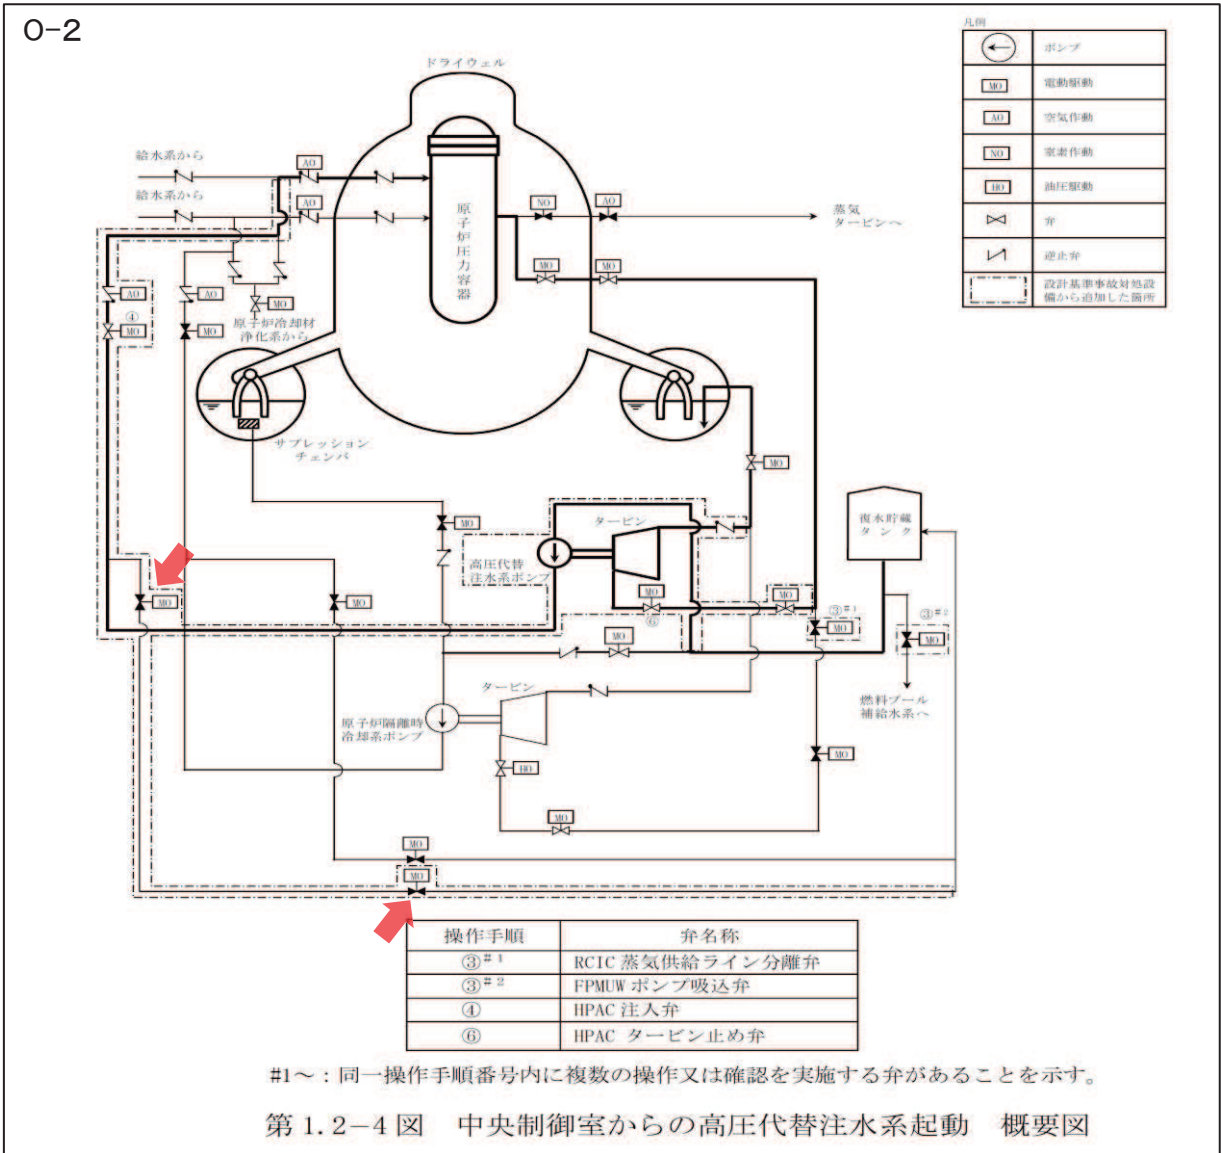 O-2
凡例
ポンプ
MO
電動駆動
AO
空気作動
NO
窒素作動
HO
油圧駆動
弁
逆止弁
設計基準事故対処設
備から追加した箇所
ドライウェル
給水系から
AO
給水系から
AO
原子炉圧力容器
NO
AO
蒸気
タービンへ
MO
MO
AO
AO
④
MO
MO
MO
原子炉冷却材
浄化系から
サプレッション
チェンバ
MO
MO
タービン
高圧代替
注水系ポンプ
復水貯蔵
タンク
MO
MO
MO
MO
⑥
③#1
MO
③#2
MO
MO
燃料プール
補給水系へ
タービン
原子炉隔離時
冷却系ポンプ
HO
MO
MO
MO
MO
操作手順
弁名称
③#1
RCIC 蒸気供給ライン分離弁
③#2
FPMUW ポンプ吸込弁
④
HPAC 注入弁
⑥
HPAC タービン止め弁
#1～：同一操作手順番号内に複数の操作又は確認を実施する弁があることを示す。
第 1.2-4 図 中央制御室からの高圧代替注水系起動 概要図